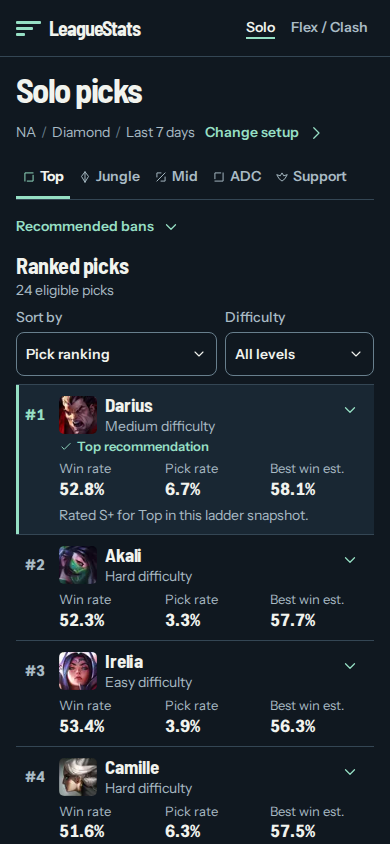 LeagueStats
Solo Flex / Clash
Solo picks
NA / Diamond / Last 7 days Change setup
Top Jungle Mid ADC Support
Recommended bans
Ranked picks
24 eligible picks
Sort by Difficulty
Pick ranking All levels
#1 Darius
Medium difficulty
Top recommendation
Win rate Pick rate Best win est.
52.8% 6.7% 58.1%
Rated S+ for Top in this ladder snapshot.
#2 Akali
Hard difficulty
Win rate Pick rate Best win est.
52.3% 3.3% 57.7%
#3 Irelia
Easy difficulty
Win rate Pick rate Best win est.
53.4% 3.9% 56.3%
#4 Camille
Hard difficulty
Win rate Pick rate Best win est.
51.6% 6.3% 57.5%